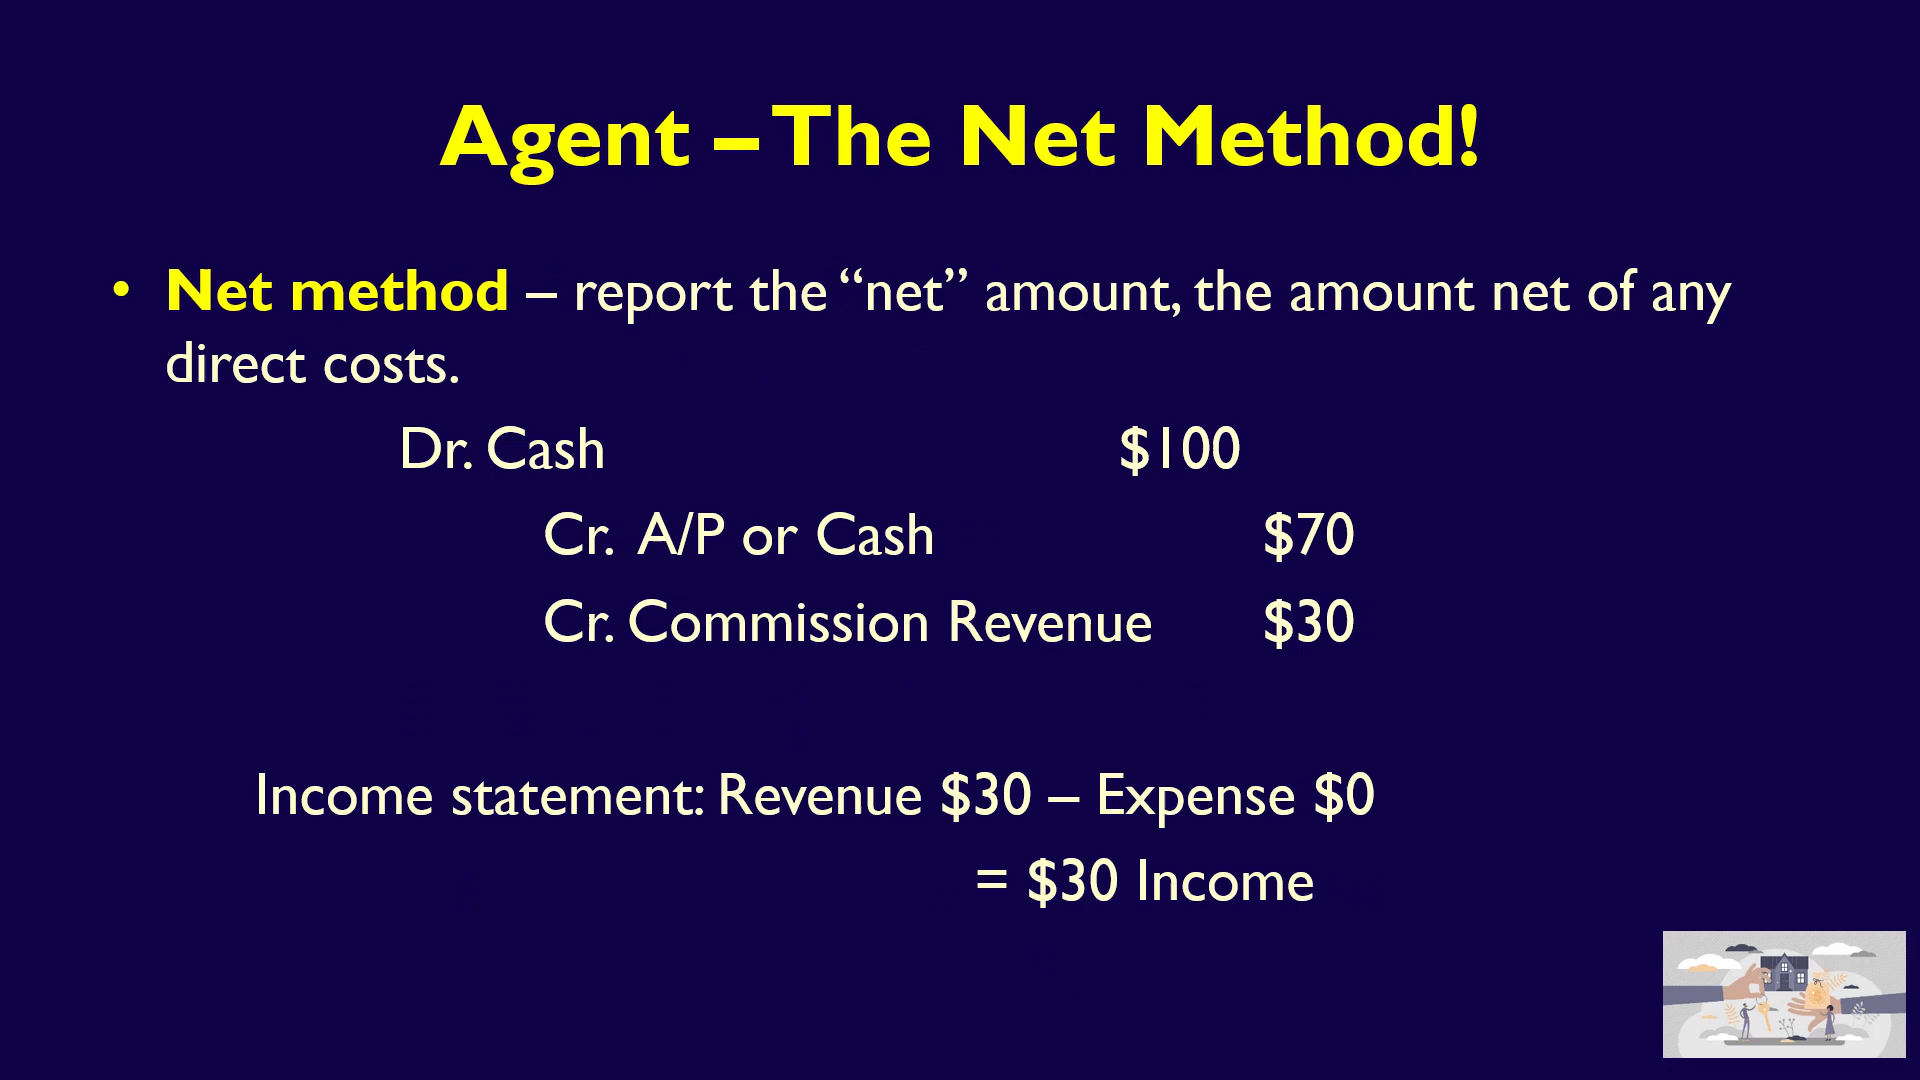 Agent – The Net Method!
• Net method – report the “net” amount, the amount net of any
direct costs.
Dr. Cash $100
Cr. A/P or Cash $70
Cr. Commission Revenue $30
Income statement: Revenue $30 – Expense $0
= $30 Income